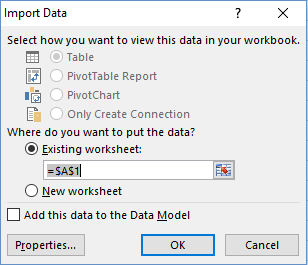 Import Data
Select how you want to view this data in your workbook.
Table
PivotTable Report
PivotChart
Only Create Connection
Where do you want to put the data?
Existing worksheet:
=$A$1
New worksheet
Add this data to the Data Model
Properties...
OK
Cancel